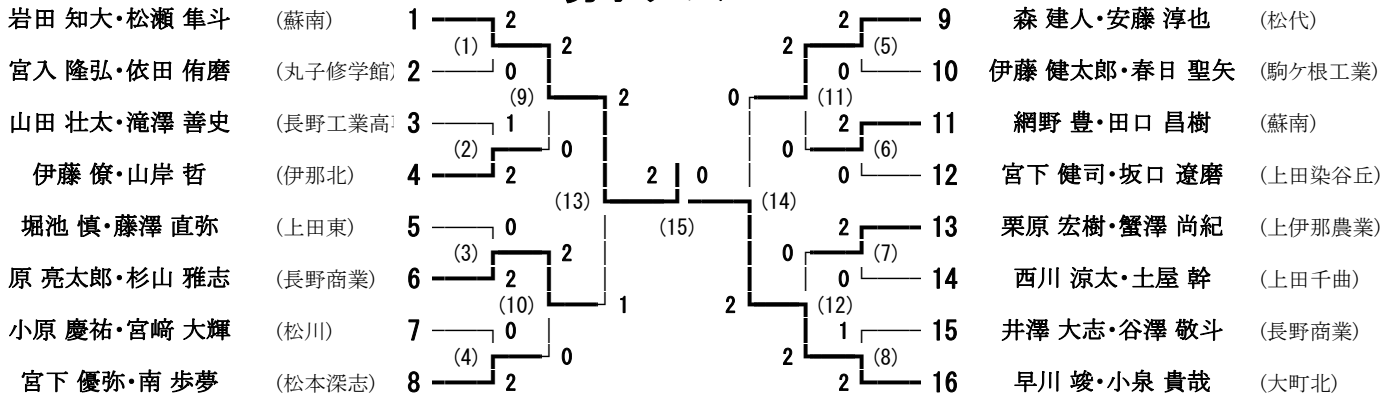 岩田 知大・松瀬 隼斗 (蘇南) 1 2 2 9 森 建人・安藤 淳也 (松代)
(1) 2 2 (5)
宮入 隆弘・依田 侑磨 (丸子修学館) 2 0 0 10 伊藤 健太郎・春日 聖矢 (駒ケ根工業)
(9) 2 0 (11)
山田 壮太・滝澤 善史 (長野工業高 3 1 2 11 網野 豊・田口 昌樹 (蘇南)
(2) 0 0 (6)
伊藤 僚・山岸 哲 (伊那北) 4 2 2 0 0 12 宮下 健司・坂口 遼磨 (上田染谷丘)
(13) (14)
堀池 慎・藤澤 直弥 (上田東) 5 0 (15) 2 13 栗原 宏樹・蟹澤 尚紀 (上伊那農業)
(3) 2 0 (7)
原 亮太郎・杉山 雅志 (長野商業) 6 2 0 14 西川 涼太・土屋 幹 (上田千曲)
(10) 1 2 (12)
小原 慶祐・宮﨑 大輝 (松川) 7 0 1 15 井澤 大志・谷澤 敬斗 (長野商業)
(4) 0 2 (8)
宮下 優弥・南 歩夢 (松本深志) 8 2 2 16 早川 竣・小泉 貴哉 (大町北)